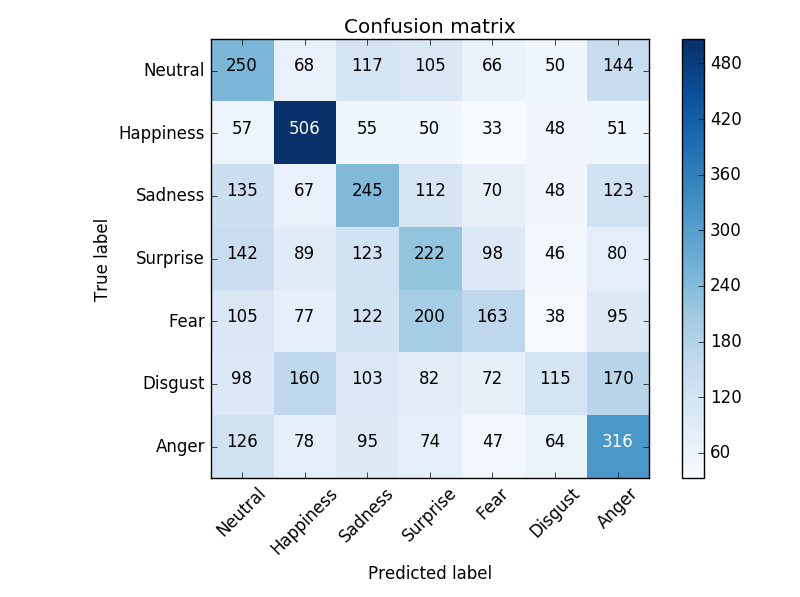 Confusion matrix
Neutral 250 68 117 105 66 50 144
Happiness 57 506 55 50 33 48 51
Sadness 135 67 245 112 70 48 123
Surprise 142 89 123 222 98 46 80
Fear 105 77 122 200 163 38 95
Disgust 98 160 103 82 72 115 170
Anger 126 78 95 74 47 64 316
True label
Neutral Happiness Sadness Surprise Fear Disgust Anger
Predicted label
480
420
360
300
240
180
120
60